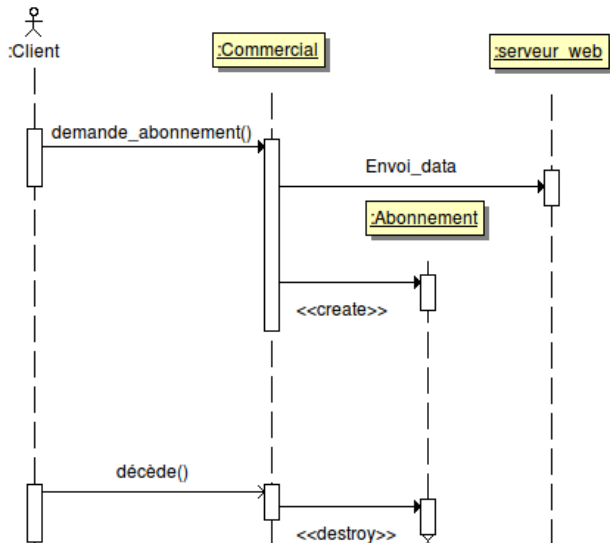 :Client
:Commercial
:serveur_web
demande_abonnement()
Envoi_data
:Abonnement
<<create>>
décède()
<<destroy>>